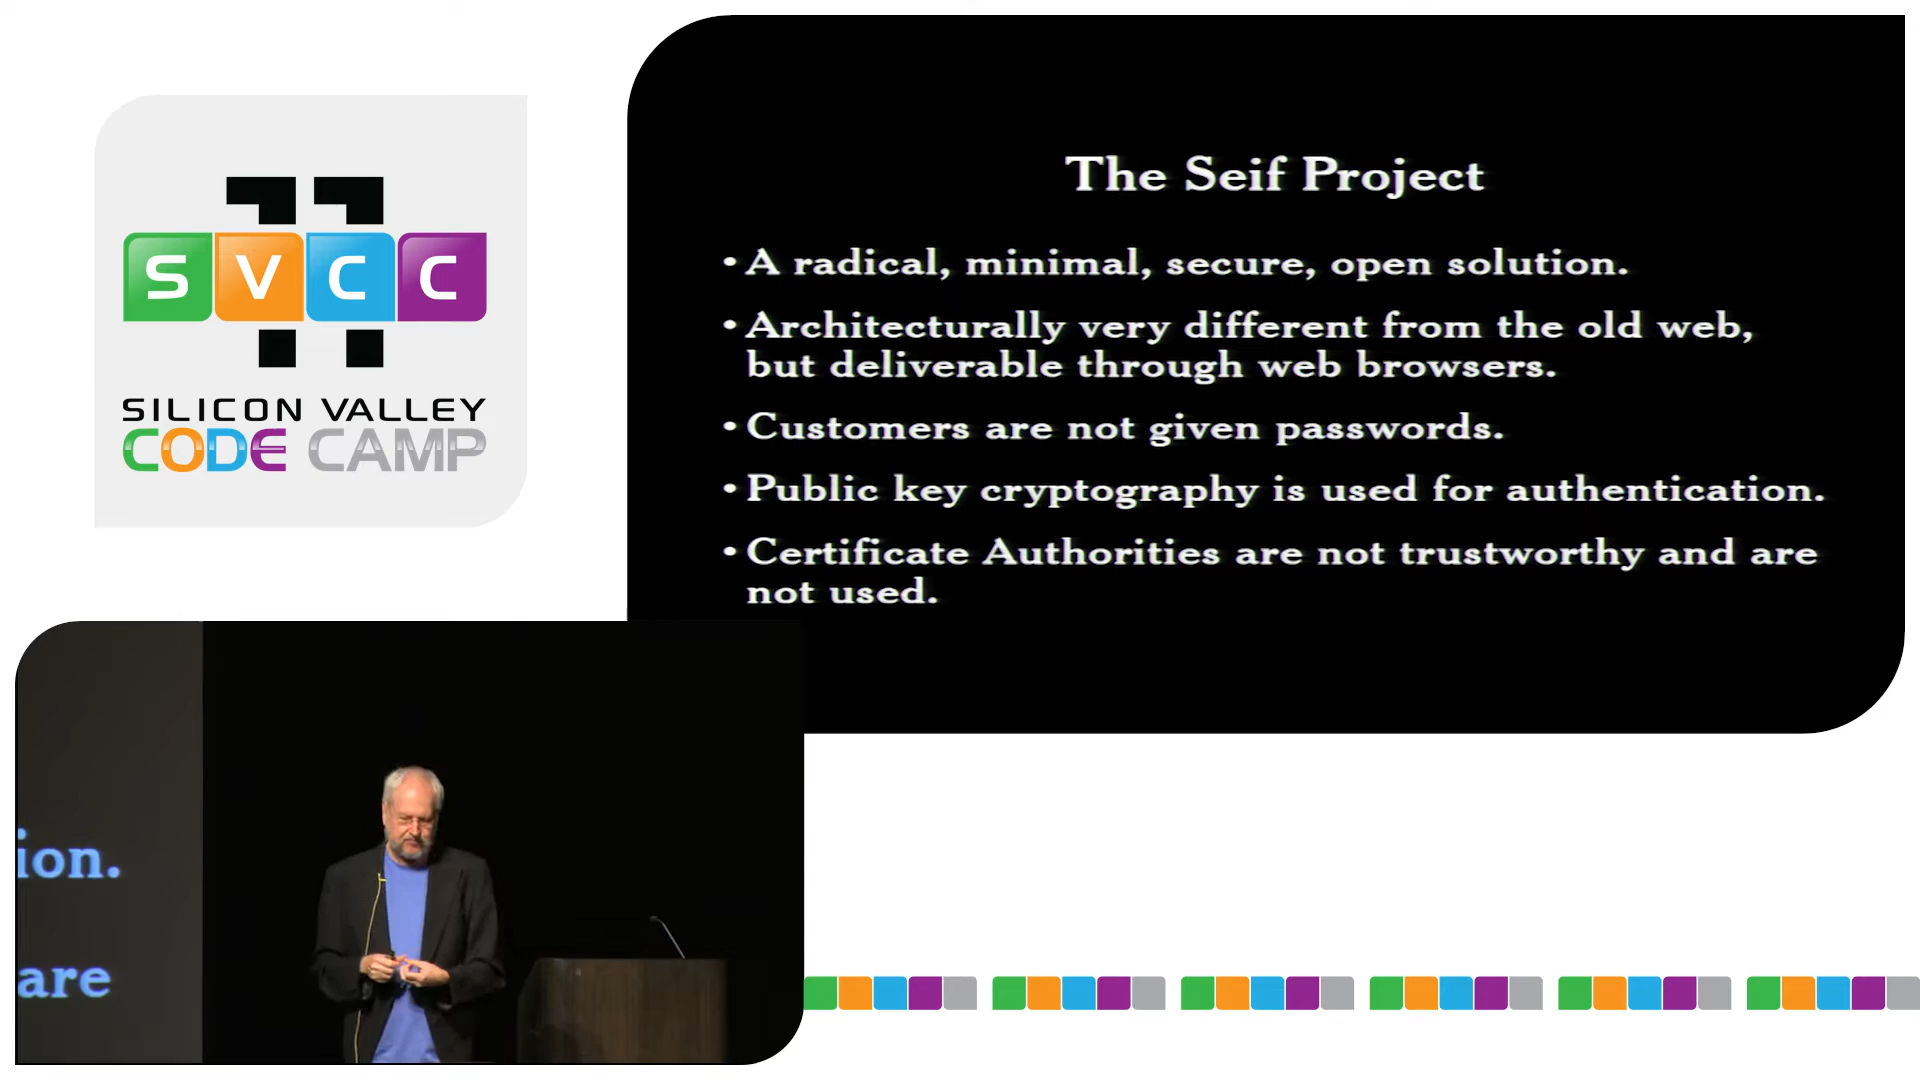 11
SVCC
SILICON VALLEY
CODE CAMP
The Seif Project
• A radical, minimal, secure, open solution.
• Architecturally very different from the old web,
but deliverable through web browsers.
• Customers are not given passwords.
• Public key cryptography is used for authentication.
• Certificate Authorities are not trustworthy and are
not used.
ion.
are